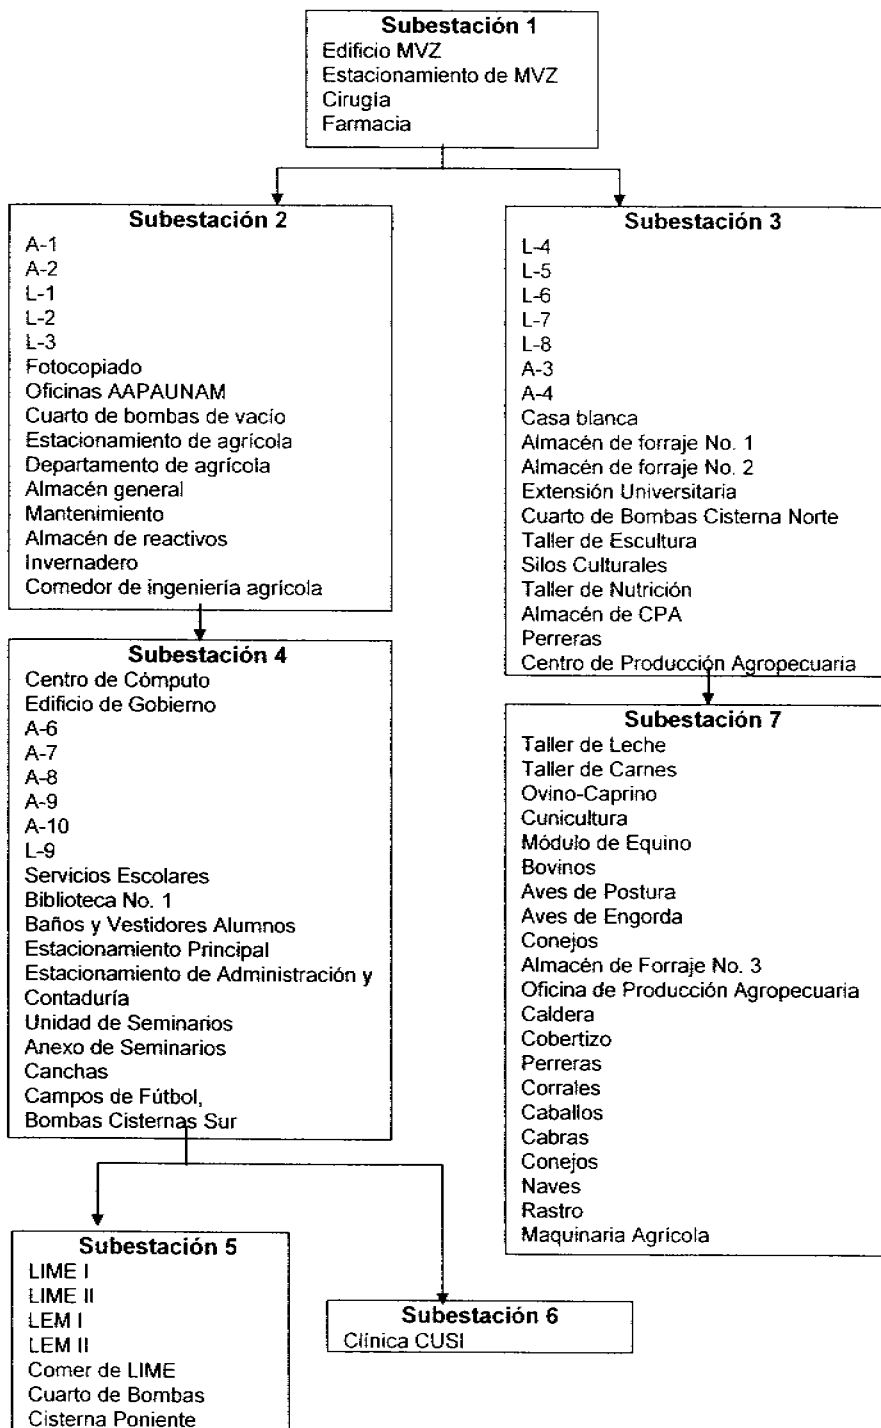 Subestación 1
Edificio MVZ
Estacionamiento de MVZ
Cirugía
Farmacia
Subestación 2
A-1
A-2
L-1
L-2
L-3
Fotocopiado
Oficinas AAPAUNAM
Cuarto de bombas de vacío
Estacionamiento de agrícola
Departamento de agrícola
Almacén general
Mantenimiento
Almacén de reactivos
Invernadero
Comedor de ingeniería agrícola
Subestación 3
L-4
L-5
L-6
L-7
L-8
A-3
A-4
Casa blanca
Almacén de forraje No. 1
Almacén de forraje No. 2
Extensión Universitaria
Cuarto de Bombas Cisterna Norte
Taller de Escultura
Silos Culturales
Taller de Nutrición
Almacén de CPA
Perreras
Centro de Producción Agropecuaria
Subestación 4
Centro de Cómputo
Edificio de Gobierno
A-6
A-7
A-8
A-9
A-10
L-9
Servicios Escolares
Biblioteca No. 1
Baños y Vestidores Alumnos
Estacionamiento Principal
Estacionamiento de Administración y
Contaduría
Unidad de Seminarios
Anexo de Seminarios
Canchas
Campos de Fútbol,
Bombas Cisternas Sur
Subestación 7
Taller de Leche
Taller de Carnes
Ovino-Caprino
Cunicultura
Módulo de Equino
Bovinos
Aves de Postura
Aves de Engorda
Conejos
Almacén de Forraje No. 3
Oficina de Producción Agropecuaria
Caldera
Cobertizo
Perreras
Corrales
Caballos
Cabras
Conejos
Naves
Rastro
Maquinaria Agrícola
Subestación 5
LIME I
LIME II
LEM I
LEM II
Comer de LIME
Cuarto de Bombas
Cisterna Poniente
Subestación 6
Clínica CUSI